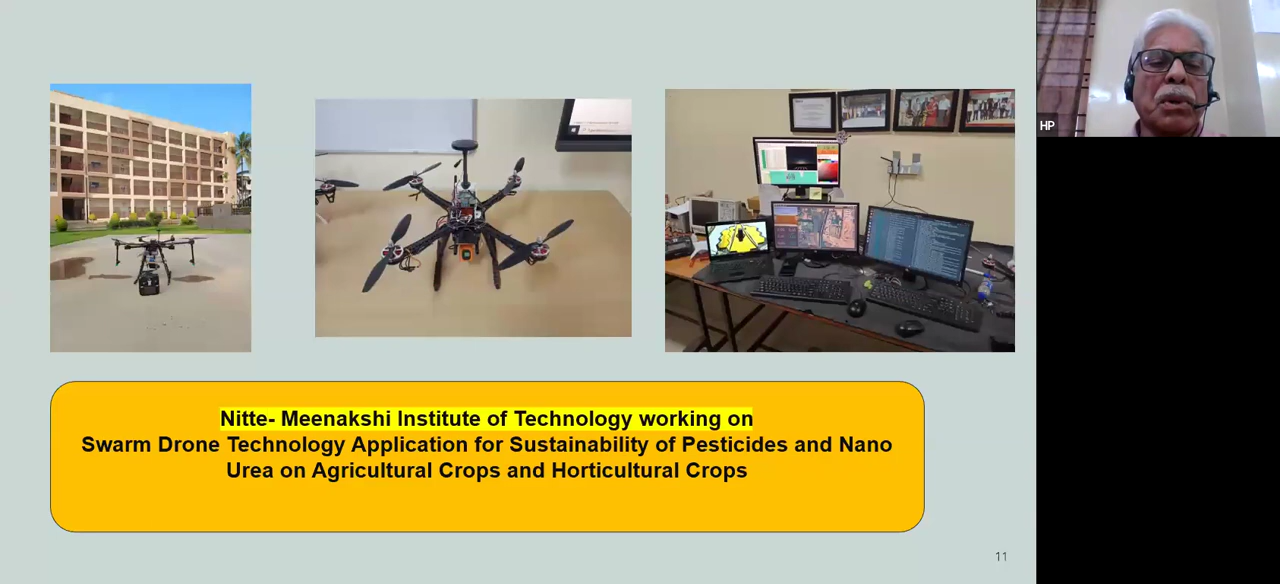 HP
Nitte- Meenakshi Institute of Technology working on
Swarm Drone Technology Application for Sustainability of Pesticides and Nano
Urea on Agricultural Crops and Horticultural Crops
11